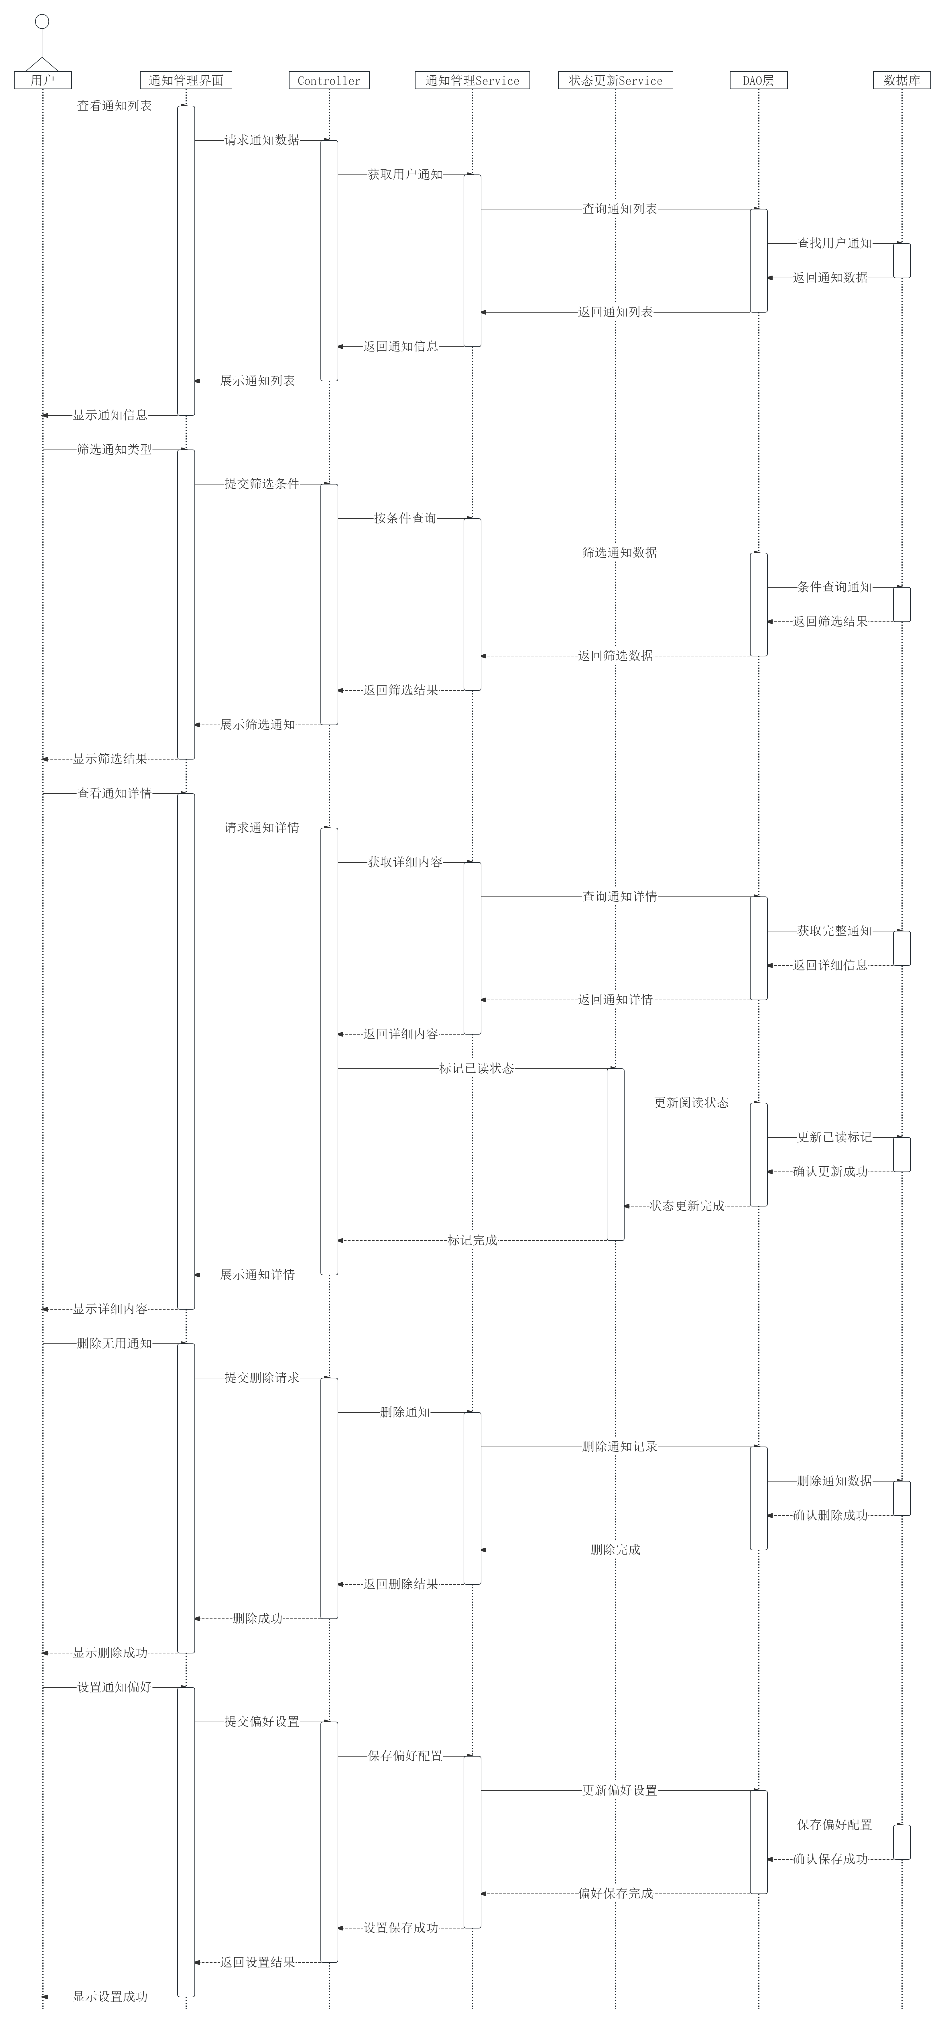 用户 通知管理界面 Controller 通知管理Service 状态更新Service DAO层 数据库
查看通知列表
请求通知数据
获取用户通知
查询通知列表
查找用户通知
返回通知数据
返回通知列表
返回通知信息
展示通知列表
显示通知信息
筛选通知类型
提交筛选条件
按条件查询
筛选通知数据
条件查询通知
返回筛选结果
返回筛选数据
返回筛选结果
展示筛选通知
显示筛选结果
查看通知详情
请求通知详情
获取详细内容
查询通知详情
获取完整通知
返回详细信息
返回通知详情
返回详细内容
标记已读状态
更新阅读状态
更新已读标记
确认更新成功
状态更新完成
标记完成
展示通知详情
显示详细内容
删除无用通知
提交删除请求
删除通知
删除通知记录
删除通知数据
确认删除成功
删除完成
返回删除结果
删除成功
显示删除成功
设置通知偏好
提交偏好设置
保存偏好配置
更新偏好设置
保存偏好配置
确认保存成功
偏好保存完成
设置保存成功
返回设置结果
显示设置成功